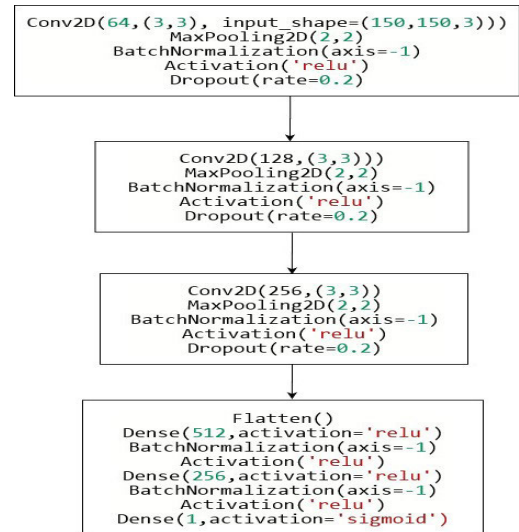 Conv2D(64,(3,3), input_shape=(150,150,3)))
MaxPooling2D(2,2)
BatchNormalization(axis=-1)
Activation('relu')
Dropout(rate=0.2)
Conv2D(128,(3,3)))
MaxPooling2D(2,2)
BatchNormalization(axis=-1)
Activation('relu')
Dropout(rate=0.2)
Conv2D(256,(3,3))
MaxPooling2D(2,2)
BatchNormalization(axis=-1)
Activation('relu')
Dropout(rate=0.2)
Flatten()
Dense(512,activation='relu')
BatchNormalization(axis=-1)
Activation('relu')
Dense(256,activation='relu')
BatchNormalization(axis=-1)
Activation('relu')
Dense(1,activation='sigmoid')